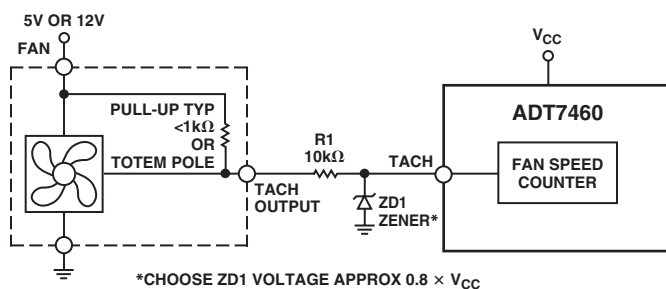 5V OR 12V
FAN
PULL-UP TYP
<1kΩ
OR
TOTEM POLE
TACH
OUTPUT
R1
10kΩ
TACH
ZD1
ZENER*
VCC
ADT7460
FAN SPEED
COUNTER
*CHOOSE ZD1 VOLTAGE APPROX 0.8 × VCC